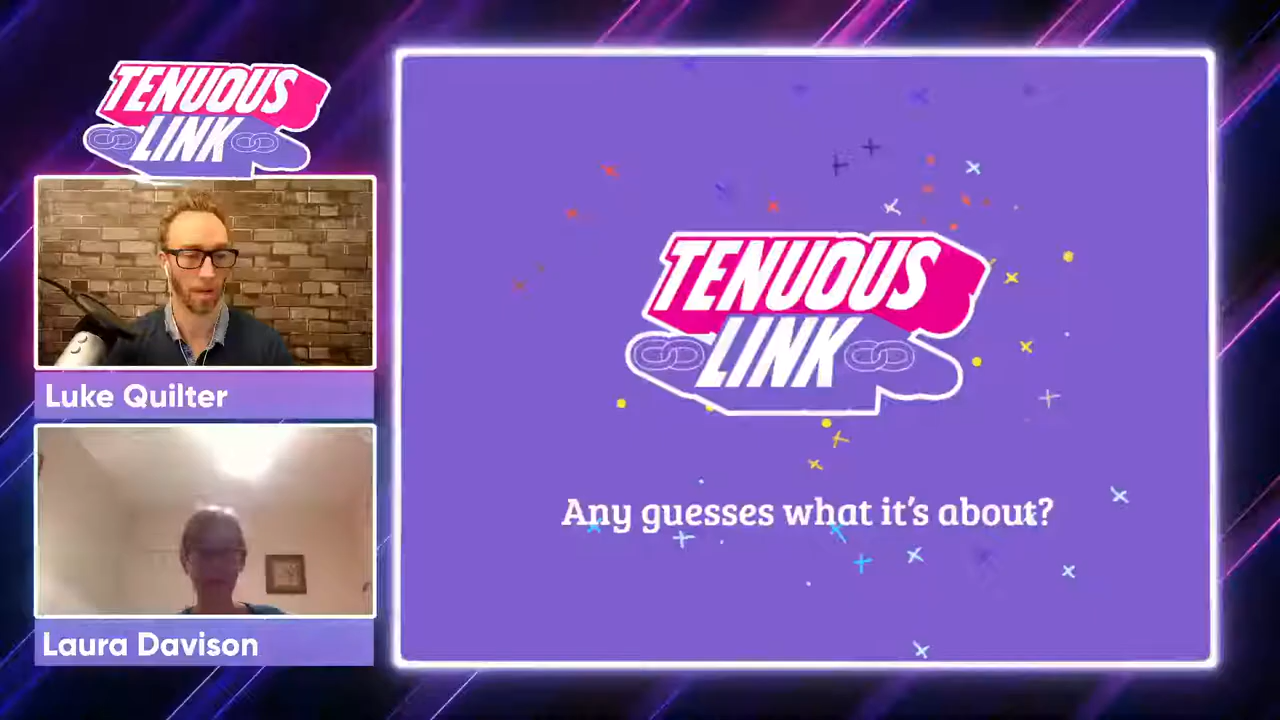 TENUOUS
LINK
Luke Quilter
Laura Davison
TENUOUS
LINK
Any guesses what it's about?